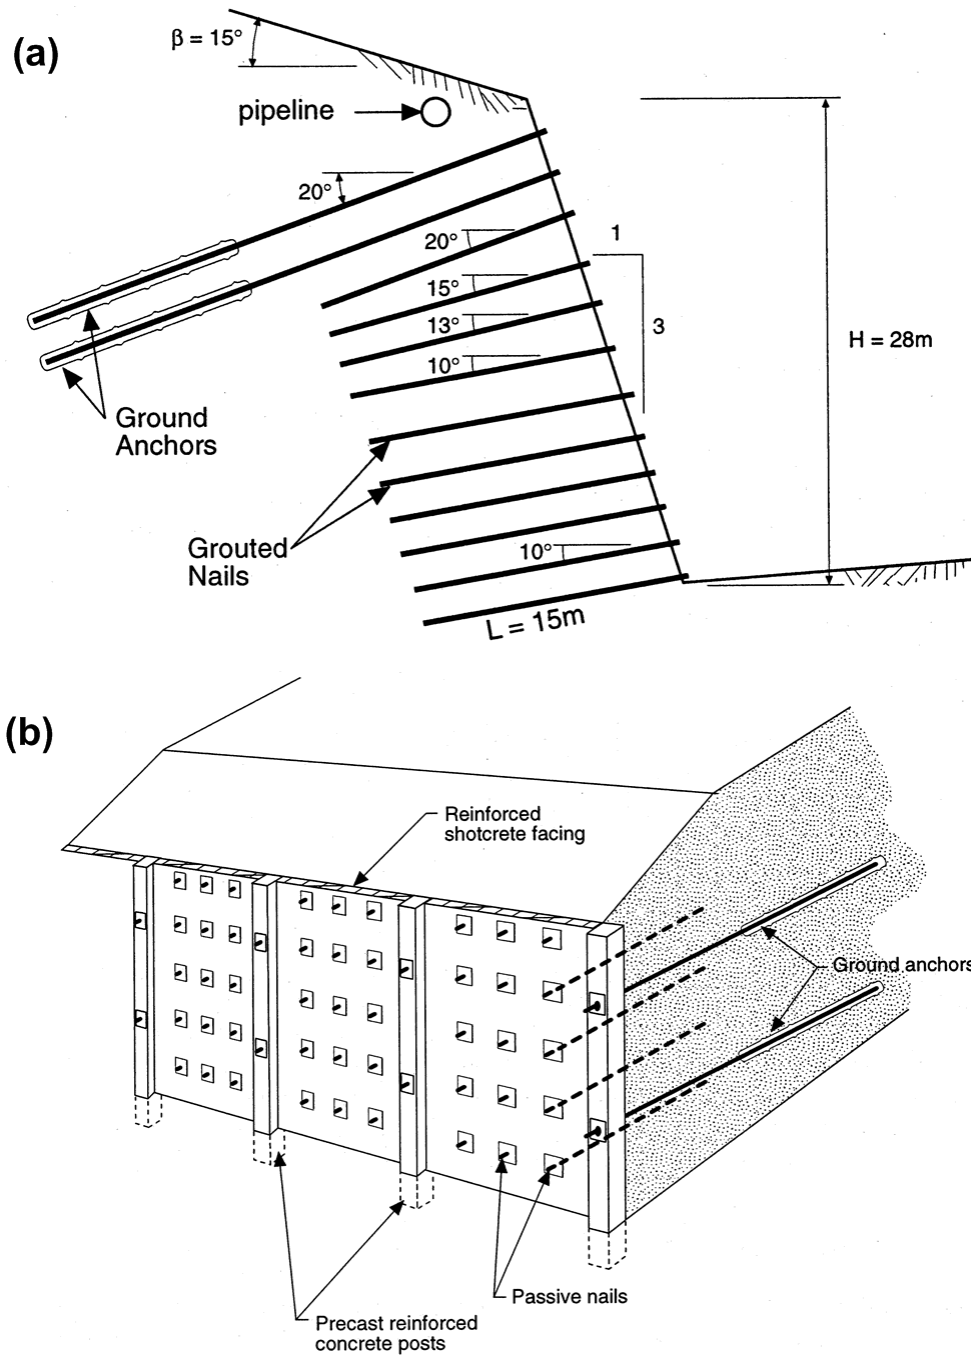 (a)
β = 15°
pipeline
20°
20°
1
15°
13°
3
10°
H = 28m
Ground
Anchors
Grouted
Nails
10°
L = 15m
(b)
Reinforced
shotcrete facing
Ground anchors
Passive nails
Precast reinforced
concrete posts